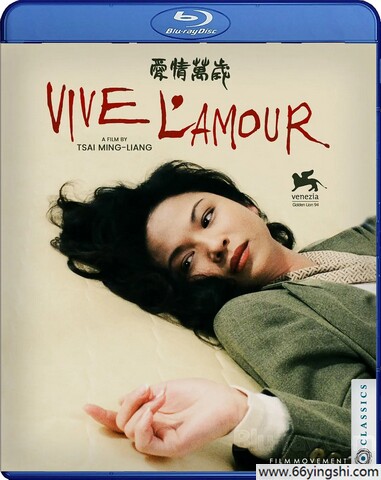 Blu-ray Disc
愛情萬歲
VIVE L'AMOUR
A FILM BY
TSAI MING-LIANG
venezia
Golden Lion 94
FILM MOVEMENT
CLASSICS
www.66yingshi.com